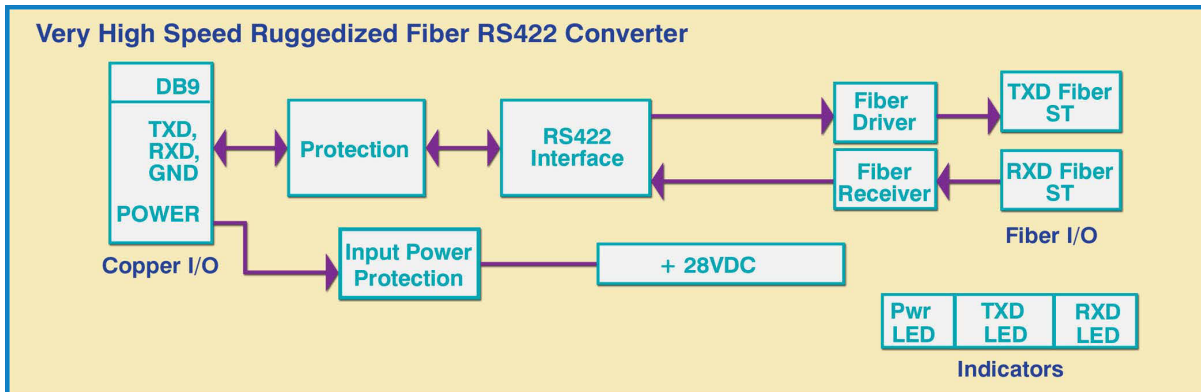 Very High Speed Ruggedized Fiber RS422 Converter
DB9
TXD,
RXD,
GND
POWER
Copper I/O
Protection
RS422
Interface
Fiber
Driver
TXD Fiber
ST
Fiber
Receiver
RXD Fiber
ST
Fiber I/O
Input Power
Protection
+ 28VDC
Pwr
LED
TXD
LED
RXD
LED
Indicators